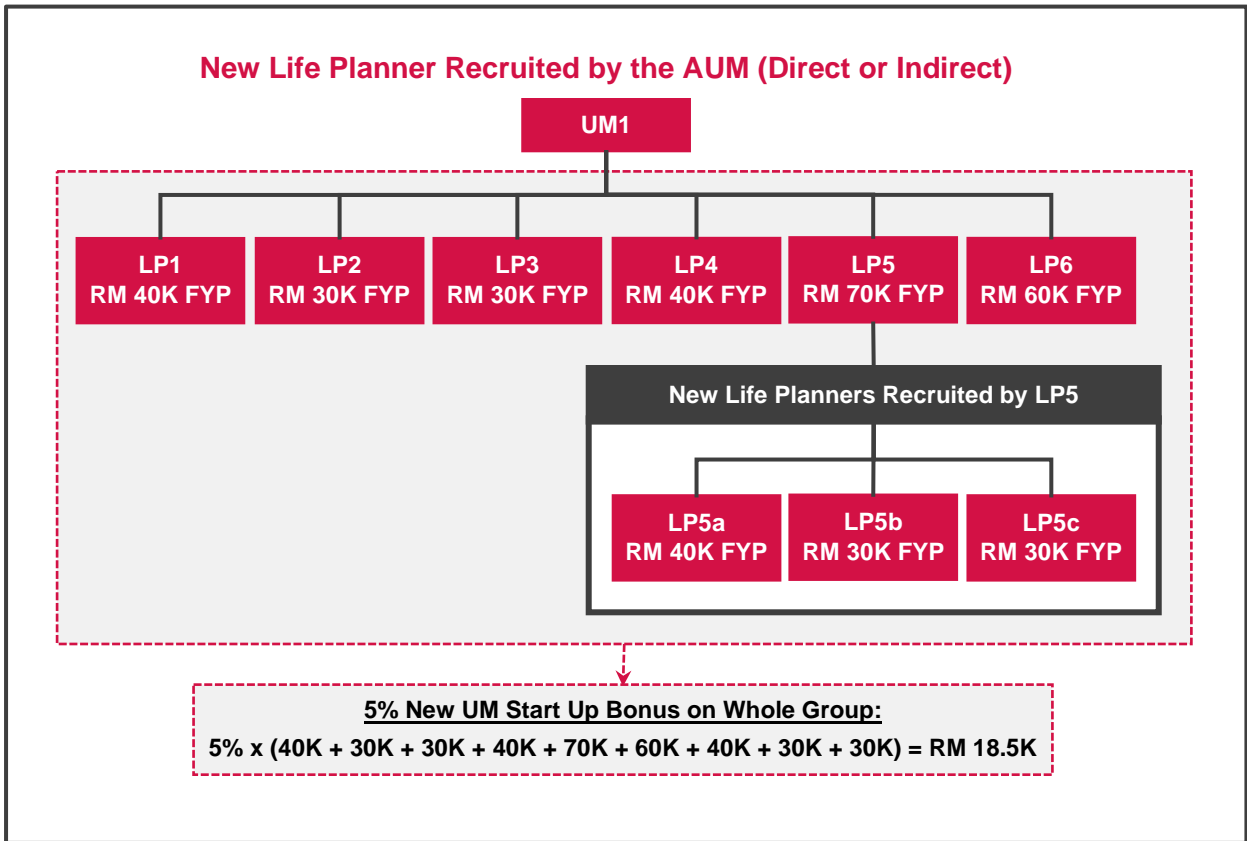 New Life Planner Recruited by the AUM (Direct or Indirect)
UM1
LP1
RM 40K FYP
LP2
RM 30K FYP
LP3
RM 30K FYP
LP4
RM 40K FYP
LP5
RM 70K FYP
LP6
RM 60K FYP
New Life Planners Recruited by LP5
LP5a
RM 40K FYP
LP5b
RM 30K FYP
LP5c
RM 30K FYP
5% New UM Start Up Bonus on Whole Group:
5% x (40K + 30K + 30K + 40K + 70K + 60K + 40K + 30K + 30K) = RM 18.5K